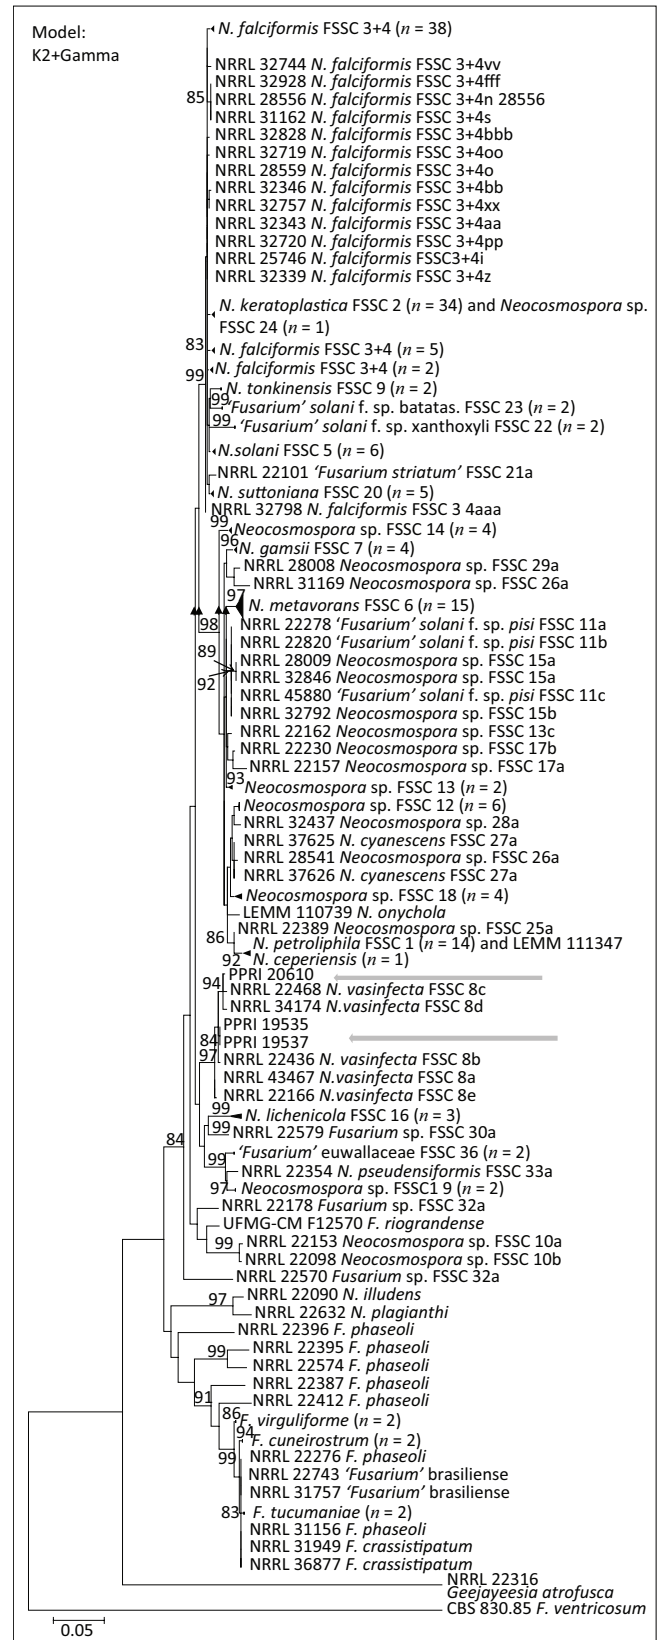 Model:
K2+Gamma
N. falciformis FSSC 3+4 (n = 38)
NRRL 32744 N. falciformis FSSC 3+4vv
NRRL 32928 N. falciformis FSSC 3+4fff
85
NRRL 28556 N. falciformis FSSC 3+4n 28556
NRRL 31162 N. falciformis FSSC 3+4s
NRRL 32828 N. falciformis FSSC 3+4bbb
NRRL 32719 N. falciformis FSSC 3+4oo
NRRL 28559 N. falciformis FSSC 3+4o
NRRL 32346 N. falciformis FSSC 3+4bb
NRRL 32757 N. falciformis FSSC 3+4xx
NRRL 32343 N. falciformis FSSC 3+4aa
NRRL 32720 N. falciformis FSSC 3+4pp
NRRL 25746 N. falciformis FSSC3+4i
NRRL 32339 N. falciformis FSSC 3+4z
N. keratoplastica FSSC 2 (n = 34) and Neocosmospora sp.
FSSC 24 (n = 1)
83
N. falciformis FSSC 3+4 (n = 5)
99
N. falciformis FSSC 3+4 (n = 2)
N. tonkinensis FSSC 9 (n = 2)
99
'Fusarium' solani f. sp. batatas. FSSC 23 (n = 2)
99
'Fusarium' solani f. sp. xanthoxyli FSSC 22 (n = 2)
N.solani FSSC 5 (n = 6)
NRRL 22101 'Fusarium striatum' FSSC 21a
N. suttoniana FSSC 20 (n = 5)
NRRL 32798 N. falciformis FSSC 3 4aaa
99
Neocosmospora sp. FSSC 14 (n = 4)
96
N. gamsii FSSC 7 (n = 4)
NRRL 28008 Neocosmospora sp. FSSC 29a
NRRL 31169 Neocosmospora sp. FSSC 26a
97
N. metavorans FSSC 6 (n = 15)
98
NRRL 22278 'Fusarium' solani f. sp. pisi FSSC 11a
NRRL 22820 'Fusarium' solani f. sp. pisi FSSC 11b
89
NRRL 28009 Neocosmospora sp. FSSC 15a
NRRL 32846 Neocosmospora sp. FSSC 15a
92
NRRL 45880 'Fusarium' solani f. sp. pisi FSSC 11c
NRRL 32792 Neocosmospora sp. FSSC 15b
NRRL 22162 Neocosmospora sp. FSSC 13c
NRRL 22230 Neocosmospora sp. FSSC 17b
NRRL 22157 Neocosmospora sp. FSSC 17a
93
Neocosmospora sp. FSSC 13 (n = 2)
Neocosmospora sp. FSSC 12 (n = 6)
NRRL 32437 Neocosmospora sp. 28a
NRRL 37625 N. cyanescens FSSC 27a
NRRL 28541 Neocosmospora sp. FSSC 26a
NRRL 37626 N. cyanescens FSSC 27a
Neocosmospora sp. FSSC 18 (n = 4)
LEMM 110739 N. onychola
NRRL 22389 Neocosmospora sp. FSSC 25a
86
N. petroliphila FSSC 1 (n = 14) and LEMM 111347
92
N. ceperiensis (n = 1)
PPRI 20610
94
NRRL 22468 N. vasinfecta FSSC 8c
NRRL 34174 N.vasinfecta FSSC 8d
PPRI 19535
84
PPRI 19537
97
NRRL 22436 N. vasinfecta FSSC 8b
NRRL 43467 N.vasinfecta FSSC 8a
NRRL 22166 N.vasinfecta FSSC 8e
99
N. lichenicola FSSC 16 (n = 3)
99
NRRL 22579 Fusarium sp. FSSC 30a
84
'Fusarium' euwallaceae FSSC 36 (n = 2)
99
NRRL 22354 N. pseudensiformis FSSC 33a
97
Neocosmospora sp. FSSC1 9 (n = 2)
NRRL 22178 Fusarium sp. FSSC 32a
UFMG-CM F12570 F. riograndense
99
NRRL 22153 Neocosmospora sp. FSSC 10a
NRRL 22098 Neocosmospora sp. FSSC 10b
NRRL 22570 Fusarium sp. FSSC 32a
NRRL 22090 N. illudens
97
NRRL 22632 N. plagianthi
NRRL 22396 F. phaseoli
99
NRRL 22395 F. phaseoli
NRRL 22574 F. phaseoli
NRRL 22387 F. phaseoli
91
NRRL 22412 F. phaseoli
86
F. virguliforme (n = 2)
94
F. cuneirostrum (n = 2)
99
NRRL 22276 F. phaseoli
NRRL 22743 'Fusarium' brasiliense
NRRL 31757 'Fusarium' brasiliense
83
F. tucumaniae (n = 2)
NRRL 31156 F. phaseoli
NRRL 31949 F. crassistipatum
NRRL 36877 F. crassistipatum
NRRL 22316
Geejayeesia atrofusca
CBS 830.85 F. ventricosum
0.05